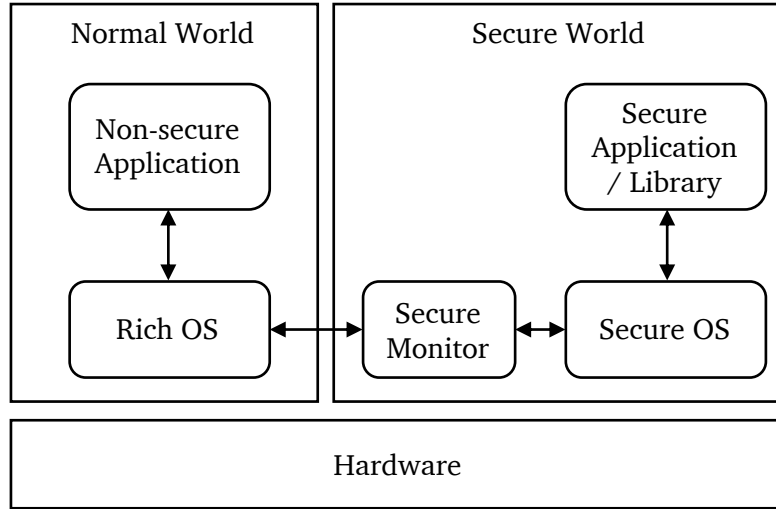 Normal World
Secure World
Non-secure
Application
Secure
Application
/ Library
Rich OS
Secure
Monitor
Secure OS
Hardware